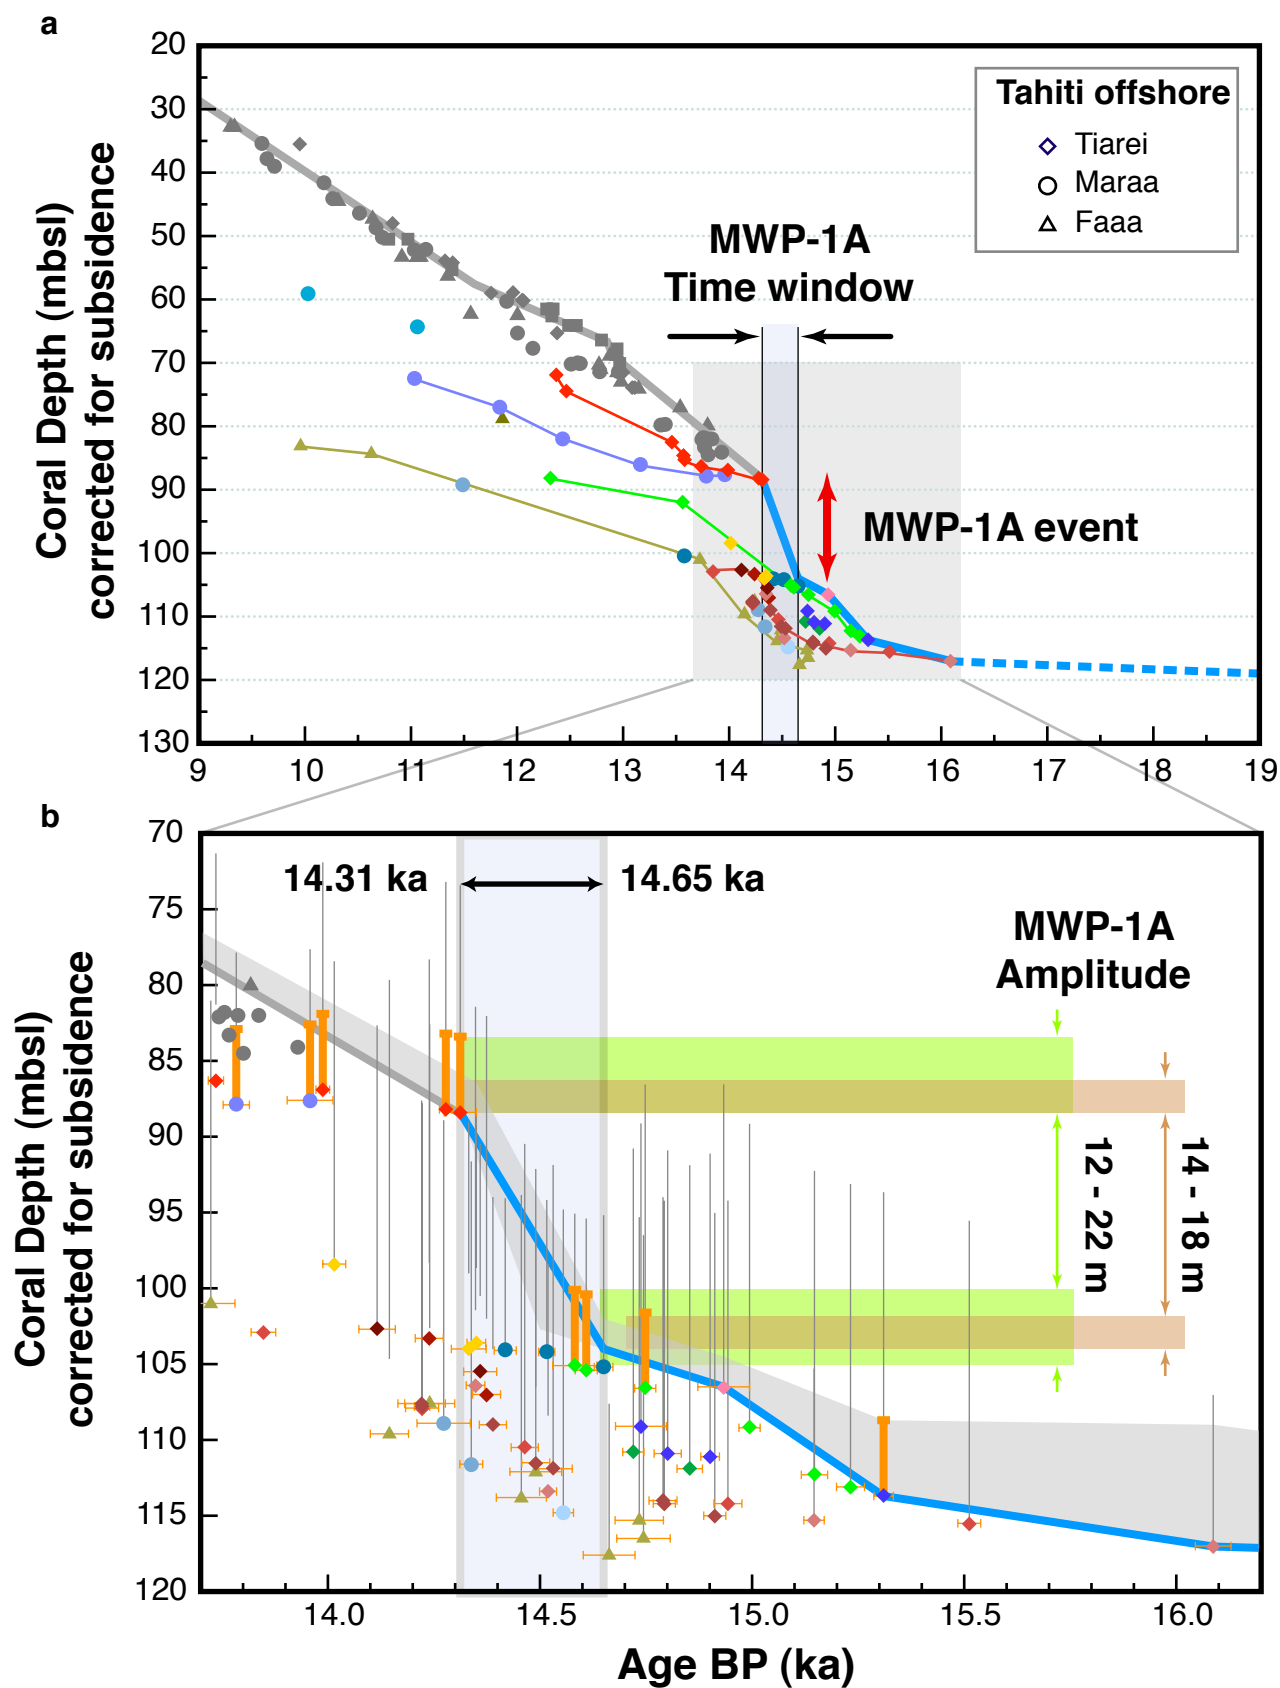 a
20
30
40
50
60
70
80
90
100
110
120
130
Coral Depth (mbsl)
corrected for subsidence
Tahiti offshore
Tiarei
Maraa
Faaa
MWP-1A
Time window
MWP-1A event
9
10
11
12
13
14
15
16
17
18
19
b
70
75
80
85
90
95
100
105
110
115
120
Coral Depth (mbsl)
corrected for subsidence
14.31 ka
14.65 ka
MWP-1A
Amplitude
12 - 22 m
14 - 18 m
14.0
14.5
15.0
15.5
16.0
Age BP (ka)